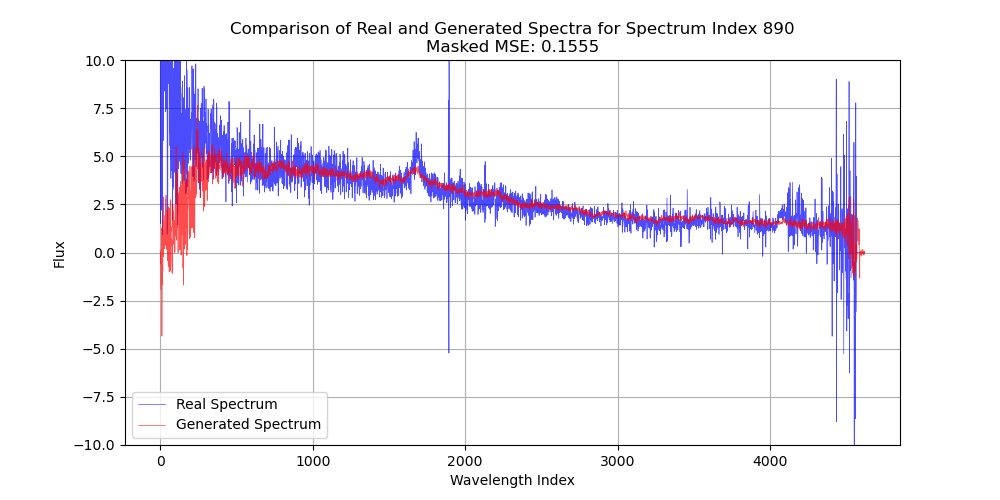 Comparison of Real and Generated Spectra for Spectrum Index 890
Masked MSE: 0.1555
10.0
7.5
5.0
2.5
0.0
−2.5
−5.0
−7.5
−10.0
Flux
Real Spectrum
Generated Spectrum
0 1000 2000 3000 4000
Wavelength Index